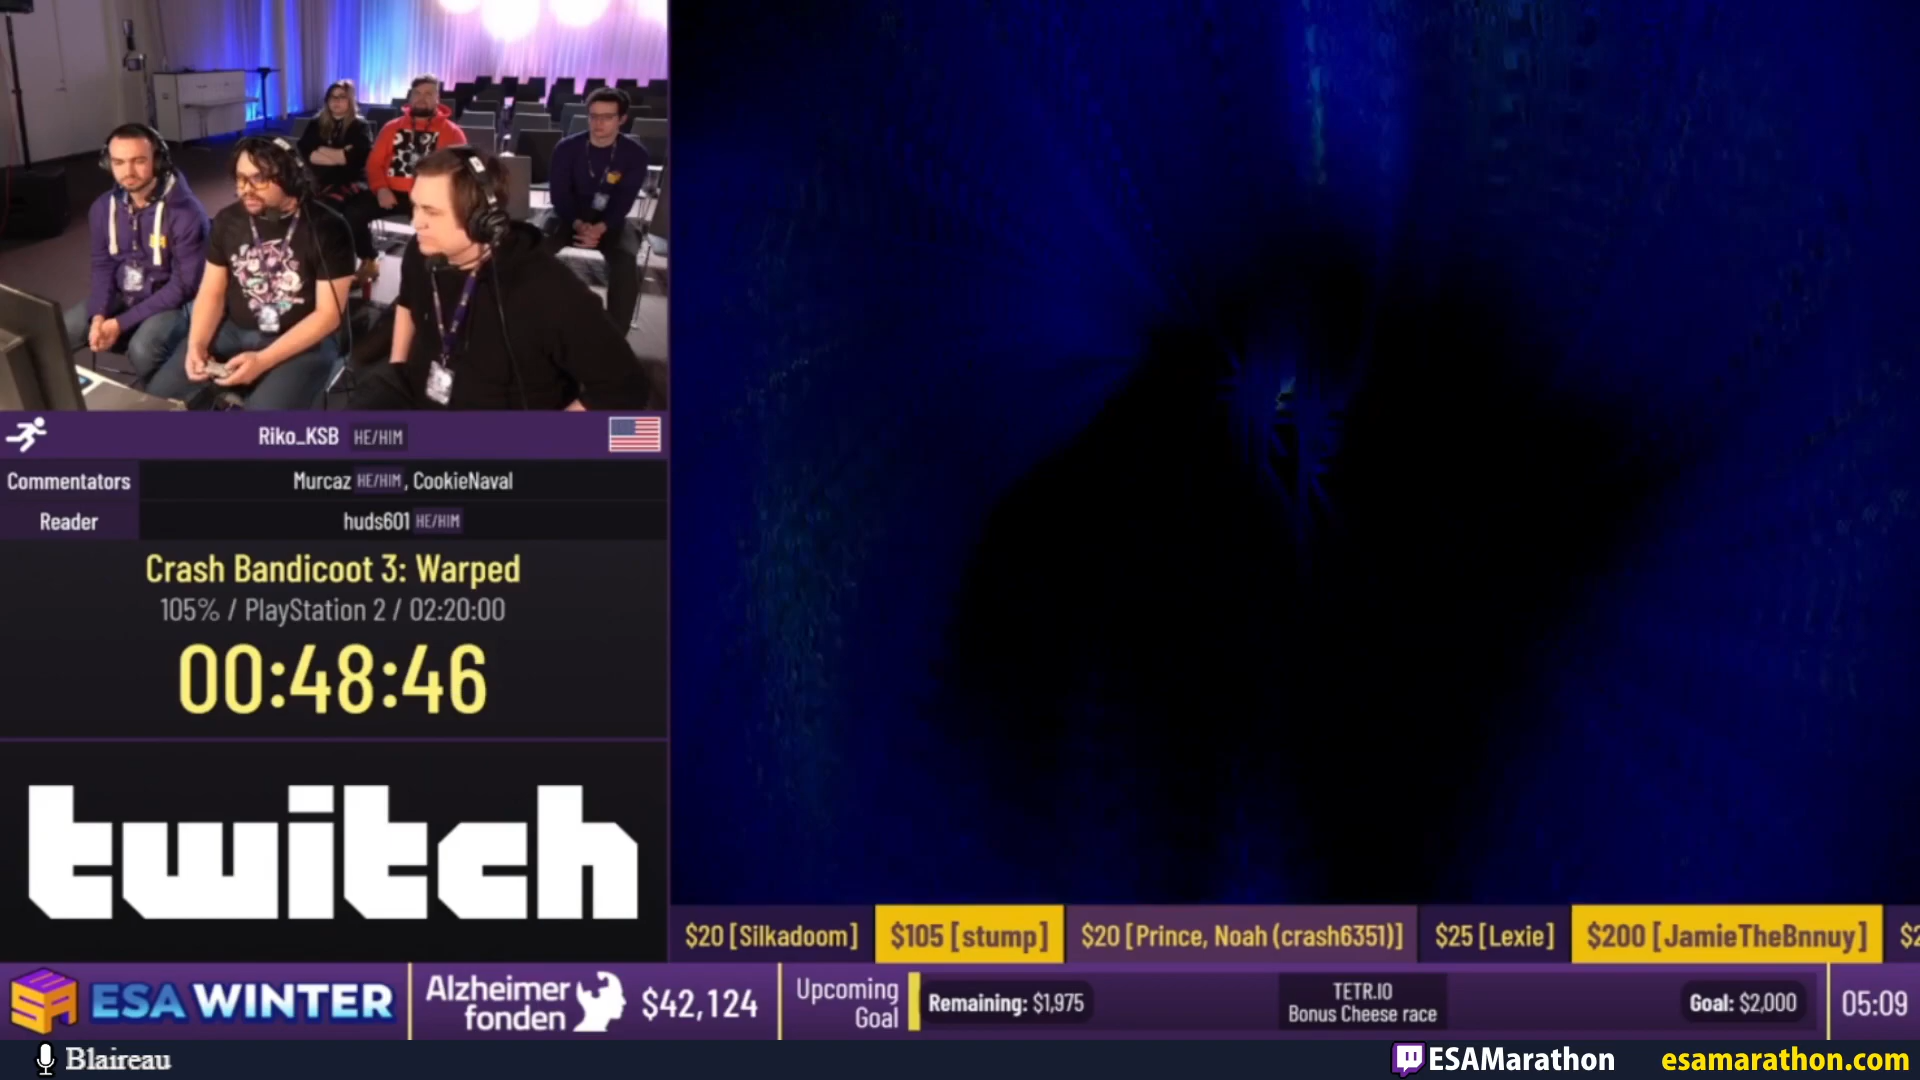 Riko_KSB HE/HIM
Commentators Murcaz HE/HIM, CookieNaval
Reader huds601 HE/HIM
Crash Bandicoot 3: Warped
105% / PlayStation 2 / 02:20:00
00:48:46
twitch
$20 [Silkadoom] $105 [stump] $20 [Prince, Noah (crash6351)] $25 [Lexie] $200 [JamieTheBnnuy]
ESA WINTER
Alzheimer
fonden
$42,124
Upcoming
Goal
Remaining: $1,975
TETR.IO
Bonus Cheese race
Goal: $2,000
05:09
Blaireau
ESAMarathon
esamarathon.com